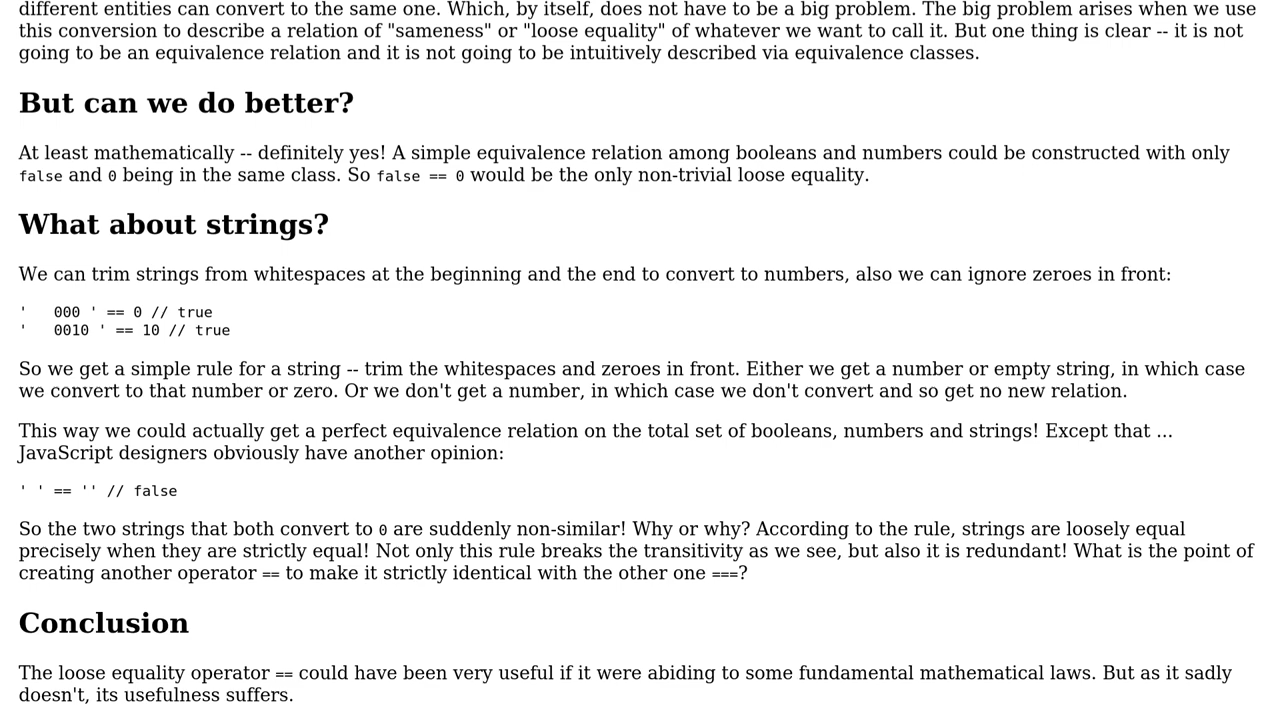 different entities can convert to the same one. Which, by itself, does not have to be a big problem. The big problem arises when we use
this conversion to describe a relation of "sameness" or "loose equality" of whatever we want to call it. But one thing is clear -- it is not
going to be an equivalence relation and it is not going to be intuitively described via equivalence classes.
But can we do better?
At least mathematically -- definitely yes! A simple equivalence relation among booleans and numbers could be constructed with only
false and 0 being in the same class. So false == 0 would be the only non-trivial loose equality.
What about strings?
We can trim strings from whitespaces at the beginning and the end to convert to numbers, also we can ignore zeroes in front:
'   000 ' == 0 // true
'   0010 ' == 10 // true
So we get a simple rule for a string -- trim the whitespaces and zeroes in front. Either we get a number or empty string, in which case
we convert to that number or zero. Or we don't get a number, in which case we don't convert and so get no new relation.
This way we could actually get a perfect equivalence relation on the total set of booleans, numbers and strings! Except that ...
JavaScript designers obviously have another opinion:
' ' == '' // false
So the two strings that both convert to 0 are suddenly non-similar! Why or why? According to the rule, strings are loosely equal
precisely when they are strictly equal! Not only this rule breaks the transitivity as we see, but also it is redundant! What is the point of
creating another operator == to make it strictly identical with the other one ===?
Conclusion
The loose equality operator == could have been very useful if it were abiding to some fundamental mathematical laws. But as it sadly
doesn't, its usefulness suffers.